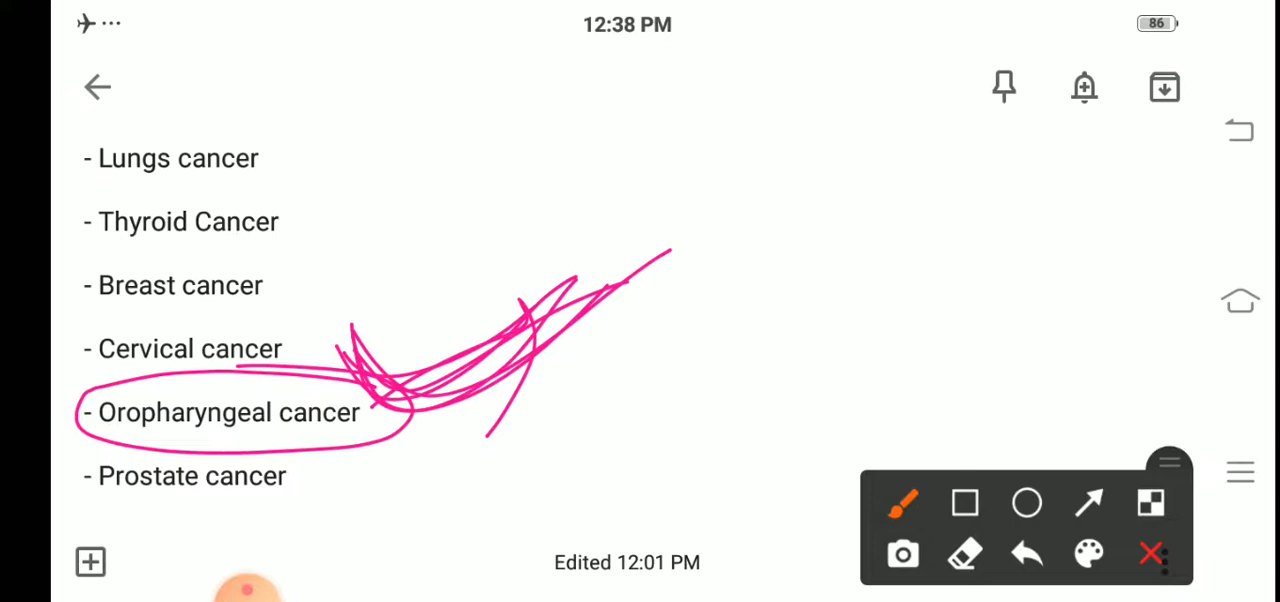 12:38 PM
86
- Lungs cancer
- Thyroid Cancer
- Breast cancer
- Cervical cancer
- Oropharyngeal cancer
- Prostate cancer
Edited 12:01 PM